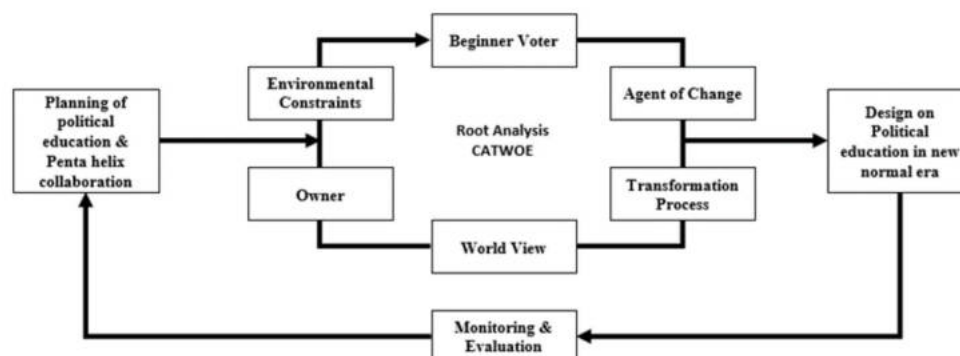 Beginner Voter
Environmental
Constraints
Agent of Change
Planning of
political
education &
Penta helix
collaboration
Root Analysis
CATWOE
Design on
Political
education in new
normal era
Owner
Transformation
Process
World View
Monitoring &
Evaluation